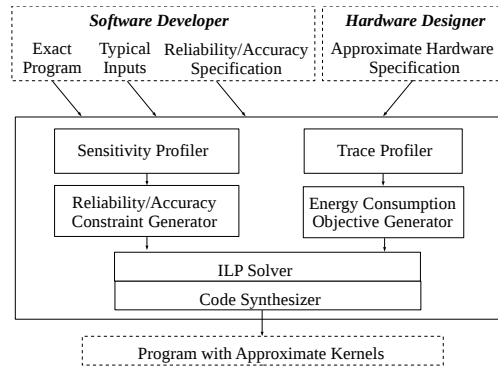 Software Developer
Hardware Designer
Exact Program
Typical Inputs
Reliability/Accuracy Specification
Approximate Hardware Specification
Sensitivity Profiler
Trace Profiler
Reliability/Accuracy
Constraint Generator
Energy Consumption
Objective Generator
ILP Solver
Code Synthesizer
Program with Approximate Kernels